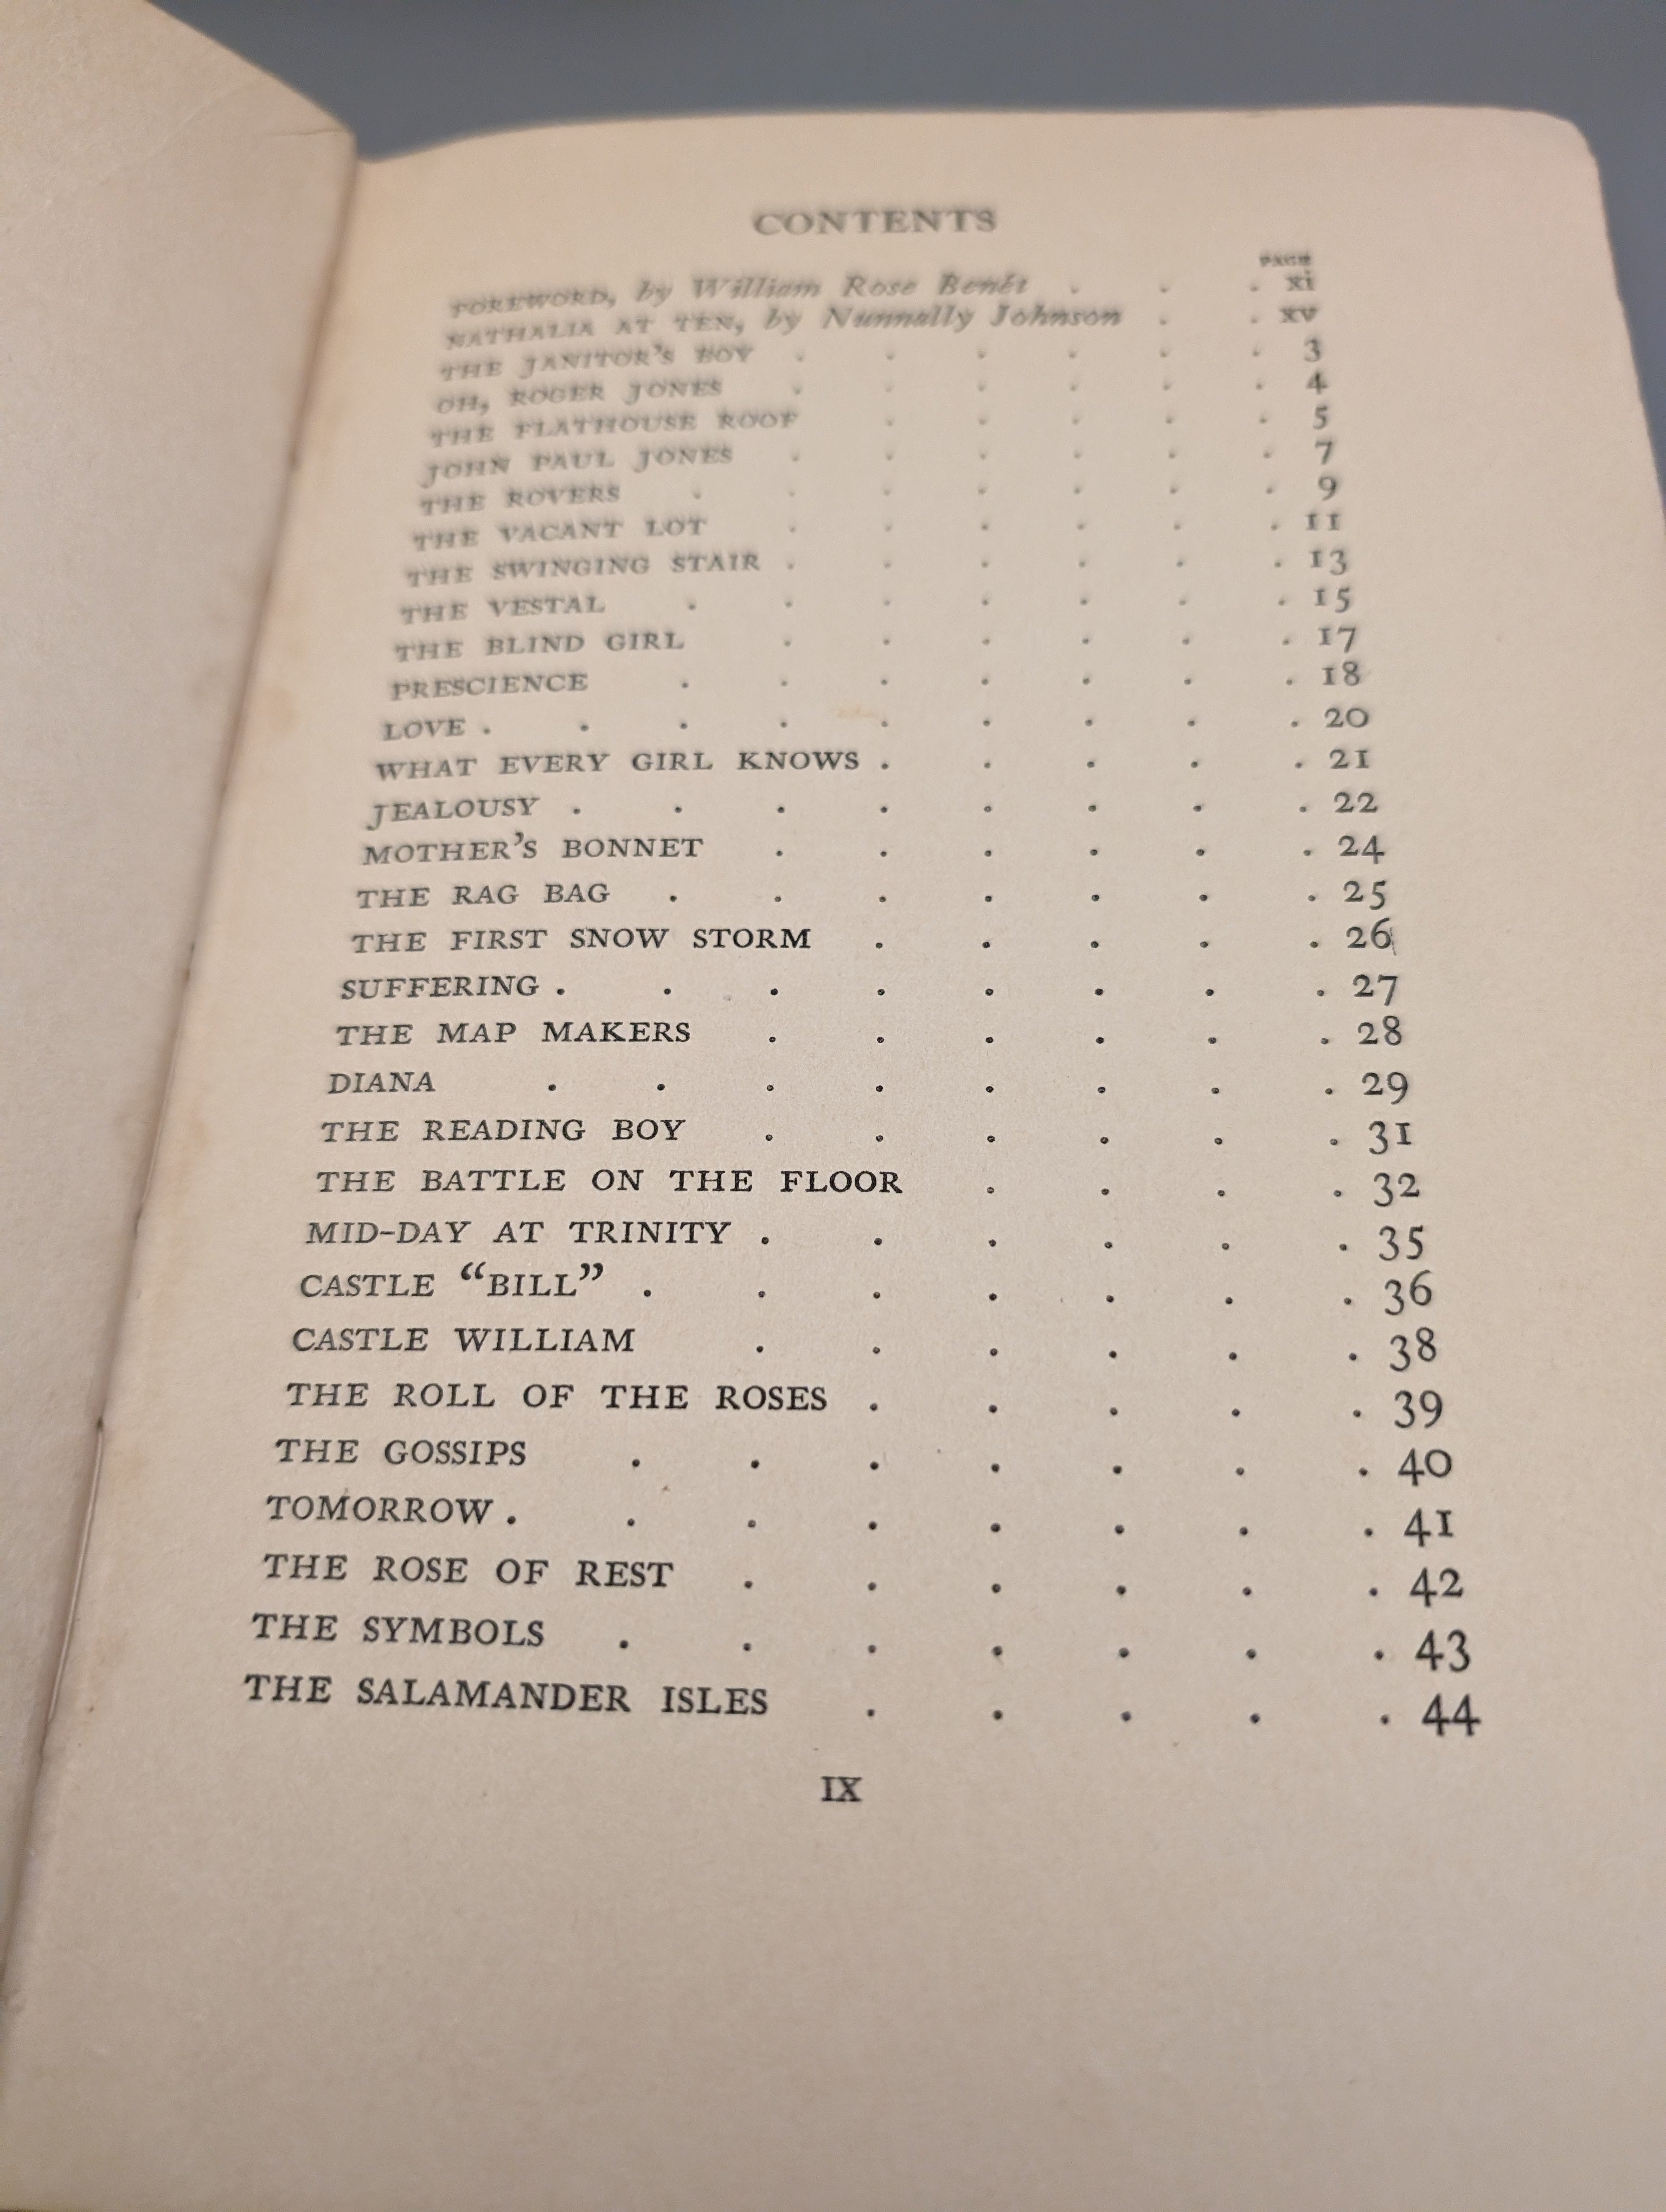 CONTENTS
PAGE
FOREWORD, by William Rose Benét . . . xi
NATHALIA AT TEN, by Nunnally Johnson . . xv
THE JANITOR'S BOY . . . . . . 3
OH, ROGER JONES . . . . . . 4
THE FLATHOUSE ROOF . . . . . 5
JOHN PAUL JONES . . . . . . 7
THE ROVERS . . . . . . . 9
THE VACANT LOT . . . . . . 11
THE SWINGING STAIR . . . . . . 13
THE VESTAL . . . . . . . 15
THE BLIND GIRL . . . . . . 17
PRESCIENCE . . . . . . . 18
LOVE . . . . . . . . . 20
WHAT EVERY GIRL KNOWS . . . . . 21
JEALOUSY . . . . . . . . 22
MOTHER'S BONNET . . . . . . 24
THE RAG BAG . . . . . . . 25
THE FIRST SNOW STORM . . . . . 26
SUFFERING . . . . . . . . 27
THE MAP MAKERS . . . . . . 28
DIANA . . . . . . . . 29
THE READING BOY . . . . . . 31
THE BATTLE ON THE FLOOR . . . . 32
MID-DAY AT TRINITY . . . . . . 35
CASTLE “BILL” . . . . . . . 36
CASTLE WILLIAM . . . . . . 38
THE ROLL OF THE ROSES . . . . . 39
THE GOSSIPS . . . . . . . 40
TOMORROW . . . . . . . . 41
THE ROSE OF REST . . . . . . 42
THE SYMBOLS . . . . . . . 43
THE SALAMANDER ISLES . . . . . 44
IX